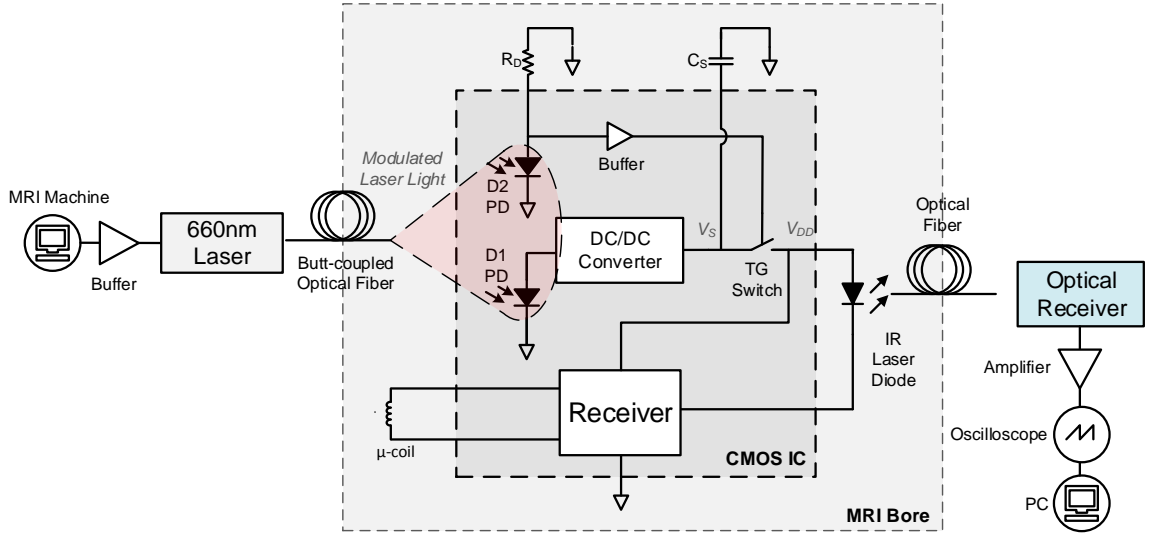 R_D
C_S
Modulated
Laser Light
Buffer
D2
PD
MRI Machine
660nm
Laser
Buffer
Butt-coupled
Optical Fiber
D1
PD
DC/DC
Converter
V_S
V_DD
TG
Switch
Optical
Fiber
Optical
Receiver
IR
Laser
Diode
Amplifier
Receiver
μ-coil
Oscilloscope
CMOS IC
PC
MRI Bore